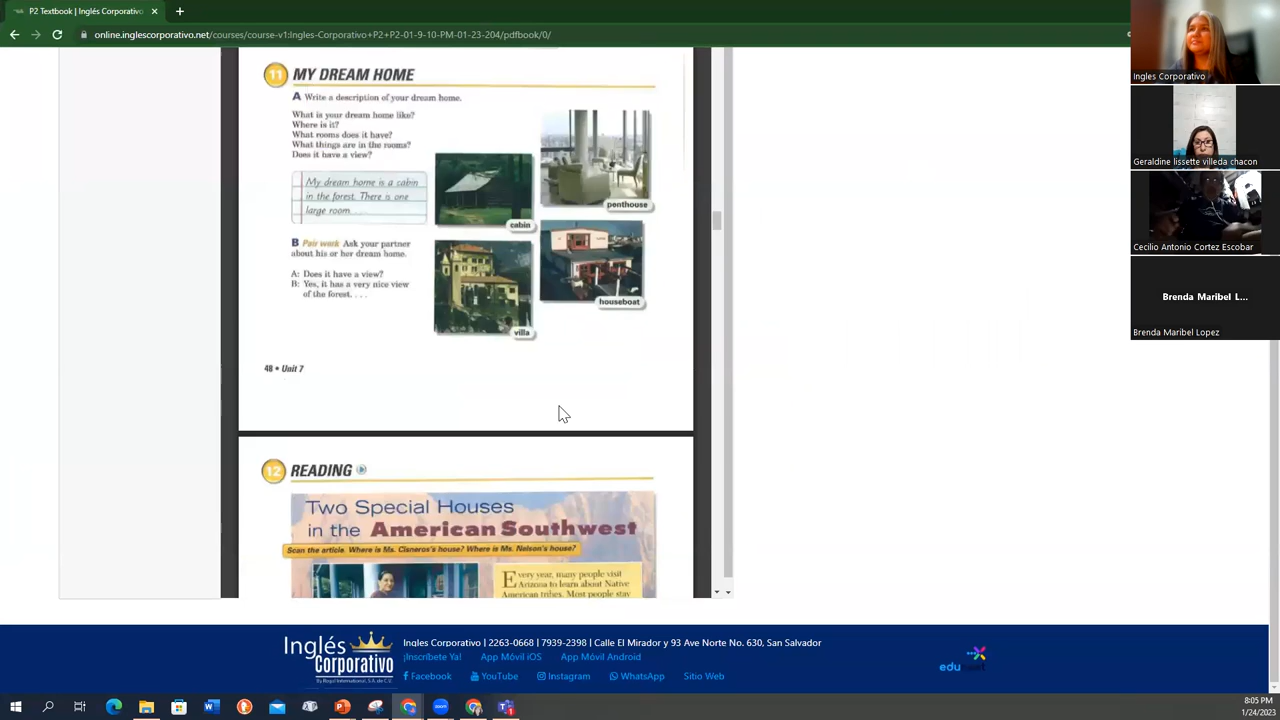 P2 Textbook | Inglés Corporativo
online.inglescorporativo.net/courses/course-v1:Ingles-Corporativo+P2+P2-01-9-10-PM-01-23-204/pdfbook/0/
11 MY DREAM HOME
A Write a description of your dream home.
What is your dream home like?
Where is it?
What rooms does it have?
What things are in the rooms?
Does it have a view?
My dream home is a cabin
in the forest. There is one
large room
B Pair work Ask your partner
about his or her dream home.
A: Does it have a view?
B: Yes, it has a very nice view
of the forest. . . .
penthouse
cabin
houseboat
villa
48 • Unit 7
12 READING
Two Special Houses
in the American Southwest
Scan the article. Where is Ms. Cisneros's house? Where is Ms. Nelson's house?
Every year, many people visit
Arizona to learn about Native
American tribes. Most people stay
Ingles Corporativo
Geraldine lissette villeda chacon
Cecilio Antonio Cortez Escobar
Brenda Maribel L...
Brenda Maribel Lopez
Inglés
Corporativo
Ingles Corporativo | 2263-0668 | 7939-2398 | Calle El Mirador y 93 Ave Norte No. 630, San Salvador
¡Inscríbete Ya! App Móvil iOS App Móvil Android
Facebook YouTube Instagram WhatsApp Sitio Web
8:05 PM
1/24/2023